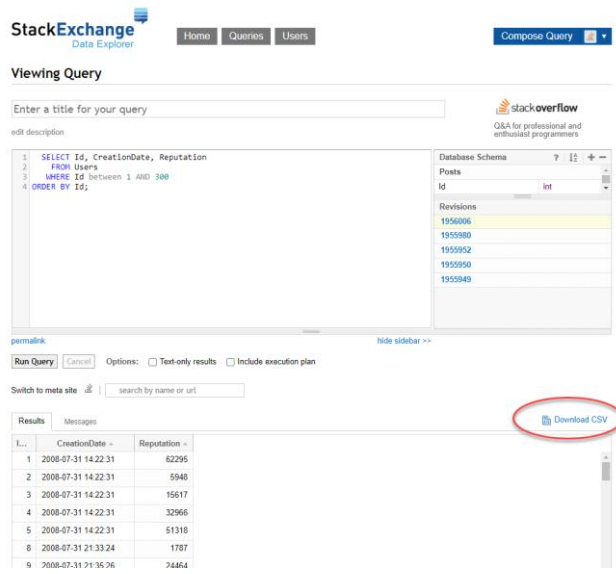 StackExchange
Data Explorer
Home Queries Users
Compose Query
Viewing Query
Enter a title for your query
stackoverflow
edit description
Q&A for professional and
enthusiast programmers
1 SELECT Id, CreationDate, Reputation
2 FROM Users
3 WHERE Id between 1 AND 300
4 ORDER BY Id;
Database Schema ?
Posts
Id int
Revisions
1956006
1955980
1955952
1955950
1955949
permalink
hide sidebar >>
Run Query Cancel Options: Text-only results Include execution plan
Switch to meta site | search by name or url
Results Messages
Download CSV
I... CreationDate Reputation
1 2008-07-31 14:22:31 62295
2 2008-07-31 14:22:31 5948
3 2008-07-31 14:22:31 15617
4 2008-07-31 14:22:31 32966
5 2008-07-31 14:22:31 51318
8 2008-07-31 21:33:24 1787
9 2008-07-31 21:35:26 24464